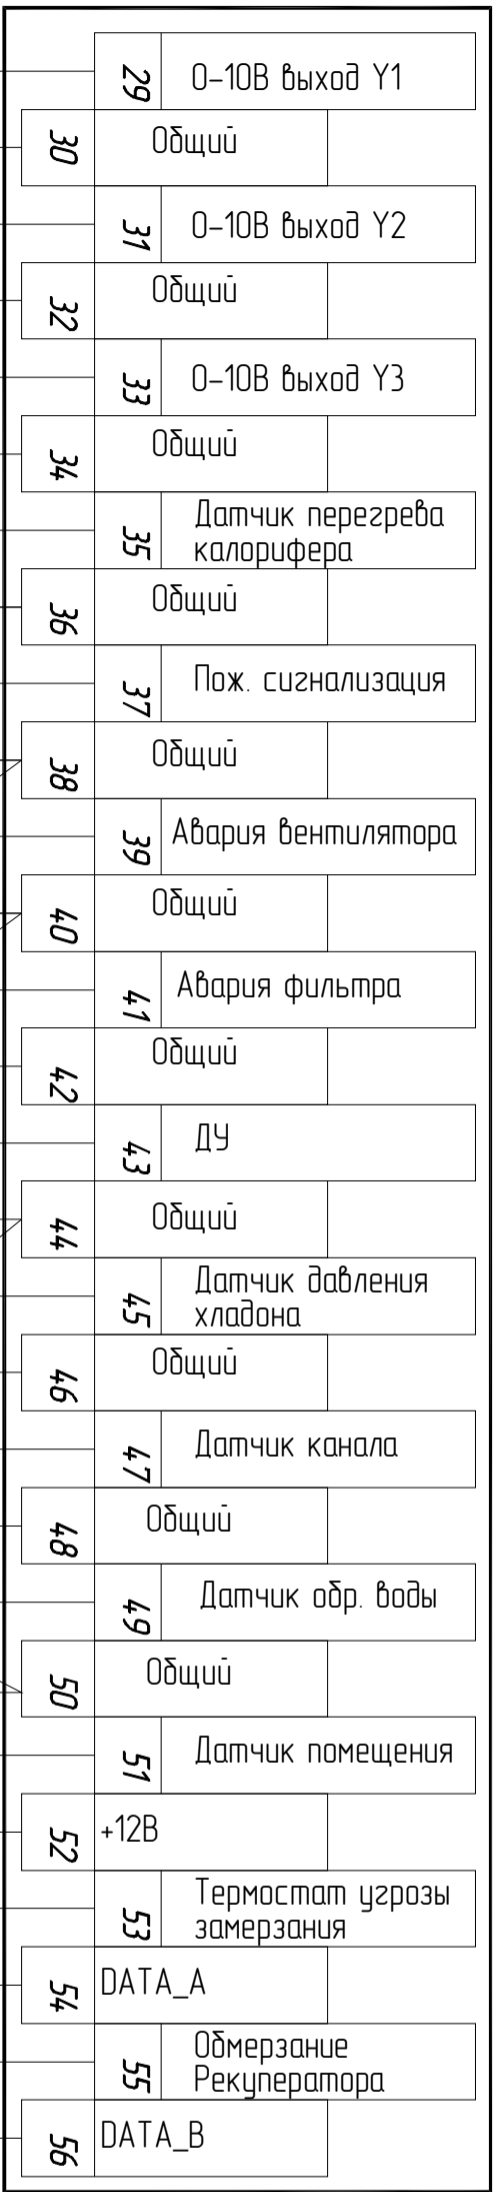 29 0-10В выход Y1
30 Общий
31 0-10В выход Y2
32 Общий
33 0-10В выход Y3
34 Общий
35 Датчик перегрева
калорифера
36 Общий
37 Пож. сигнализация
38 Общий
39 Авария вентилятора
40 Общий
41 Авария фильтра
42 Общий
43 ДУ
44 Общий
45 Датчик давления
хладона
46 Общий
47 Датчик канала
48 Общий
49 Датчик обр. воды
50 Общий
51 Датчик помещения
52 +12В
53 Термостат угрозы
замерзания
54 DATA_A
55 Обмерзание
Рекуператора
56 DATA_B